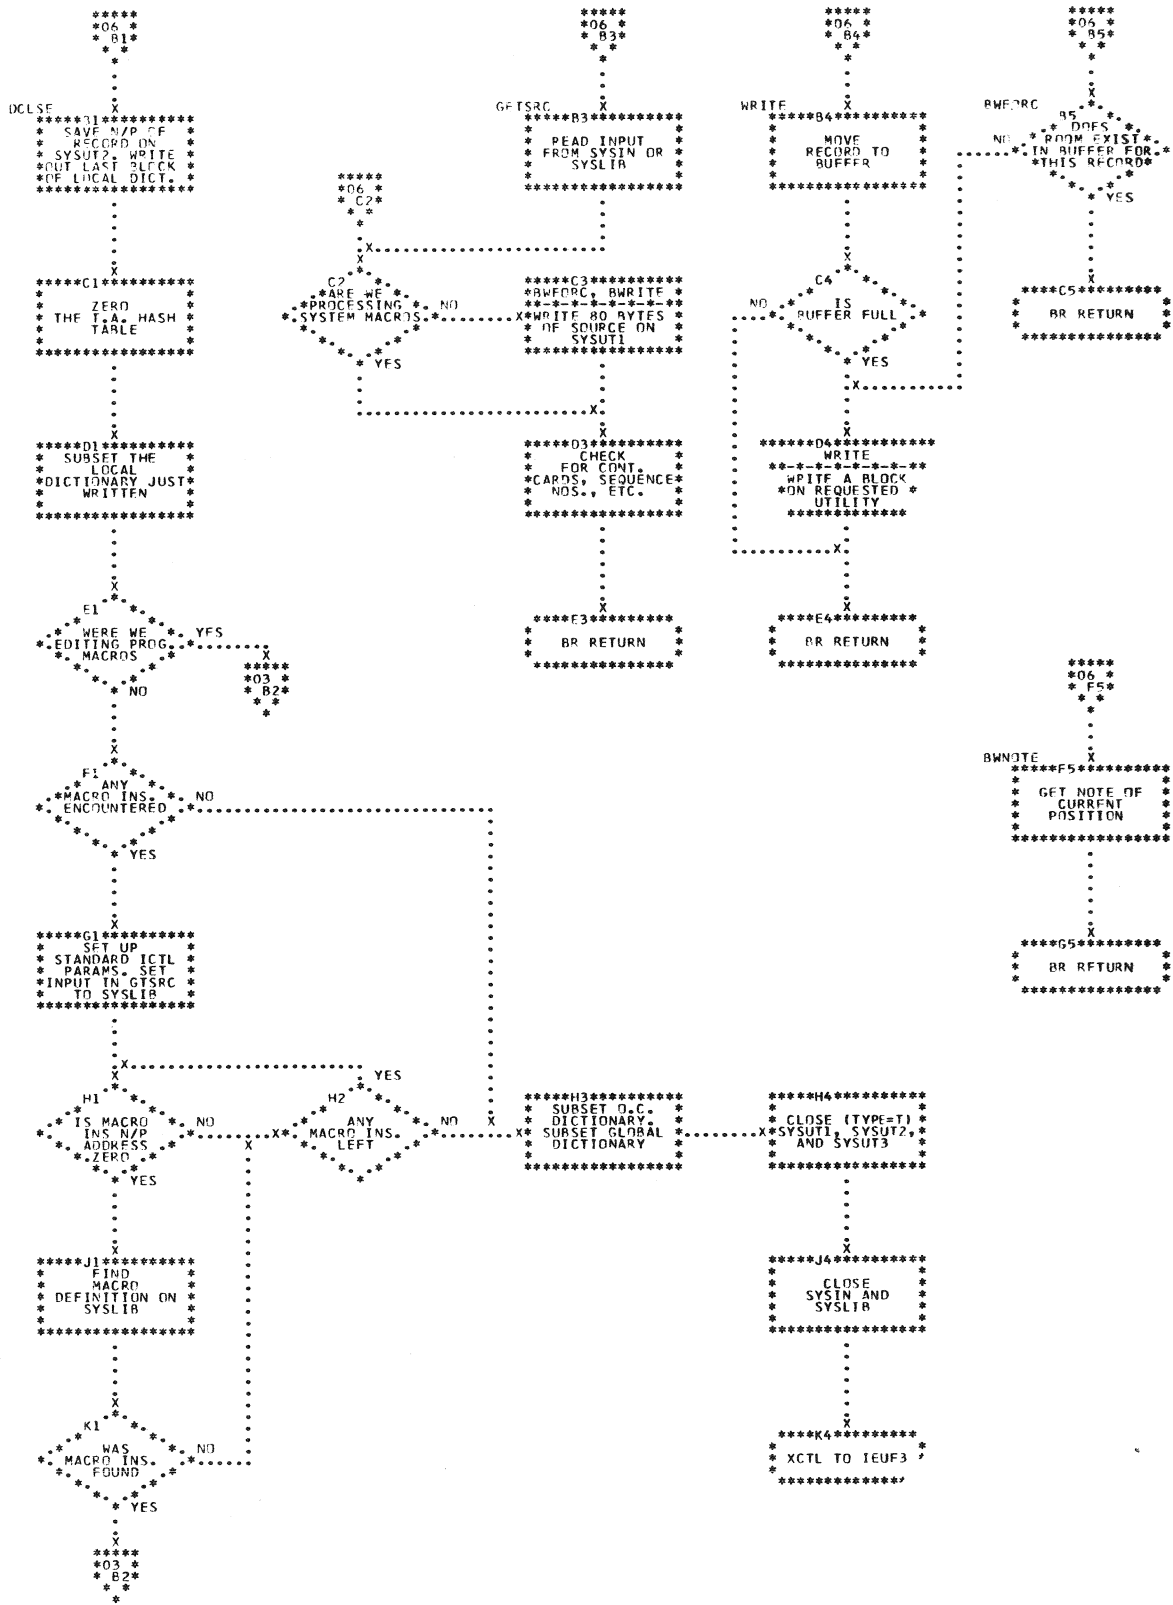 06
B1
06
B3
06
B4
06
B5
DCLSE
B1
SAVE N/P OF
RECORD ON
SYSUT2. WRITE
OUT LAST BLOCK
OF LOCAL DICT.
GETSRC
B3
READ INPUT
FROM SYSIN OR
SYSLIB
WRITE
B4
MOVE
RECORD TO
BUFFER
BWFORC
B5
DOES
ROOM EXIST
IN BUFFER FOR
THIS RECORD
NO
YES
06
C2
C1
ZERO
THE T.A. HASH
TABLE
C2
ARE WE
PROCESSING
SYSTEM MACROS
NO
YES
C3
BWFORC, BWRITE
WRITE 80 BYTES
OF SOURCE ON
SYSUT1
C4
IS
BUFFER FULL
NO
YES
C5
BR RETURN
D1
SUBSET THE
LOCAL
DICTIONARY JUST
WRITTEN
D3
CHECK
FOR CONT.
CARDS, SEQUENCE
NOS., ETC.
D4
WRITE
WRITE A BLOCK
ON REQUESTED
UTILITY
E1
WERE WE
EDITING PROG.
MACROS
YES
NO
03
B2
E3
BR RETURN
E4
BR RETURN
06
F5
F1
ANY
MACRO INS.
ENCOUNTERED
NO
YES
BWNOTE
F5
GET NOTE OF
CURRENT
POSITION
G1
SET UP
STANDARD ICTL
PARAMS. SET
INPUT IN GTSRC
TO SYSLIB
G5
BR RETURN
H1
IS MACRO
INS N/P
ADDRESS
ZERO
NO
YES
H2
ANY
MACRO INS.
LEFT
YES
NO
H3
SUBSET O.C.
DICTIONARY.
SUBSET GLOBAL
DICTIONARY
H4
CLOSE (TYPE=T)
SYSUT1, SYSUT2,
AND SYSUT3
J1
FIND
MACRO
DEFINITION ON
SYSLIB
J4
CLOSE
SYSIN AND
SYSLIB
K1
WAS
MACRO INS.
FOUND
NO
YES
K4
XCTL TO IEUF3
03
B2